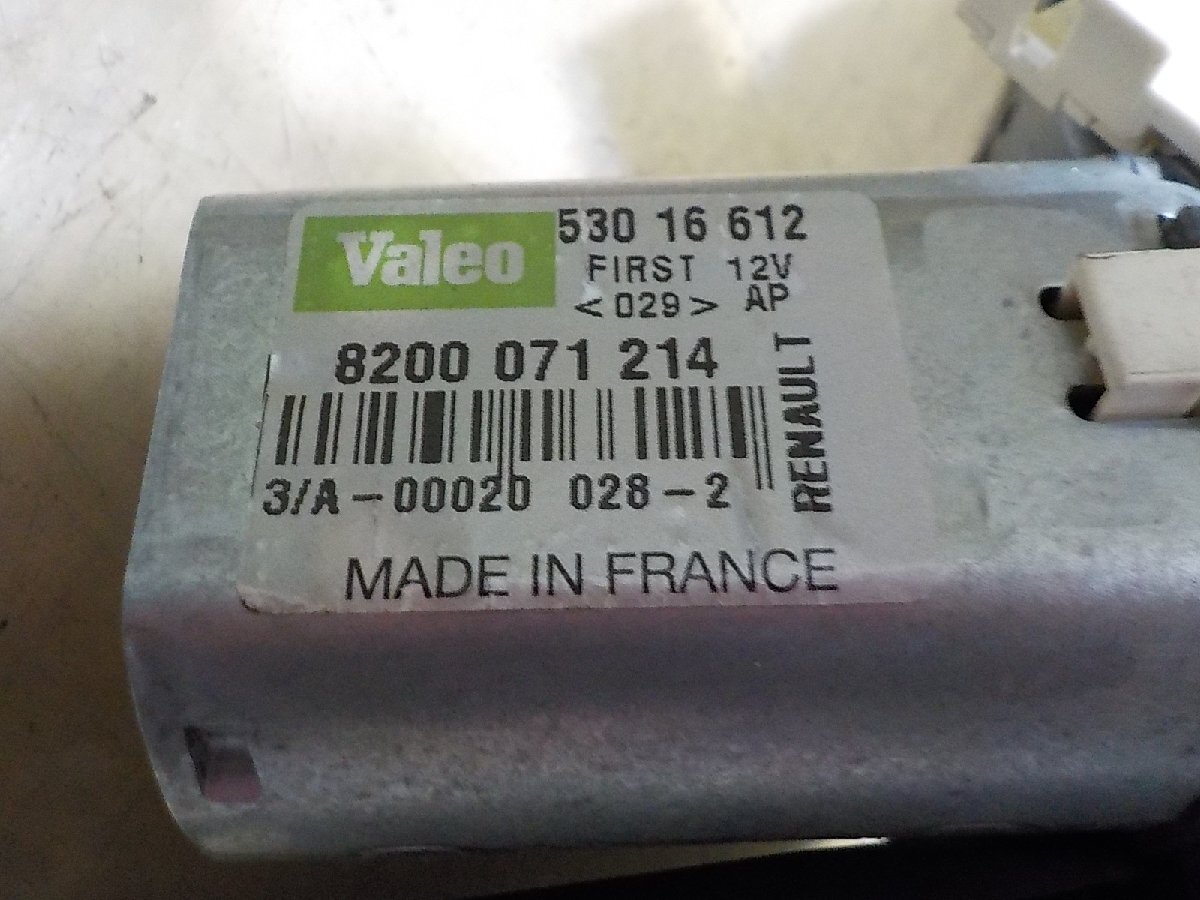 Valeo 530 16 612
FIRST 12V
<029> AP
8200 071 214
3/A-00020 028-2
RENAULT
MADE IN FRANCE